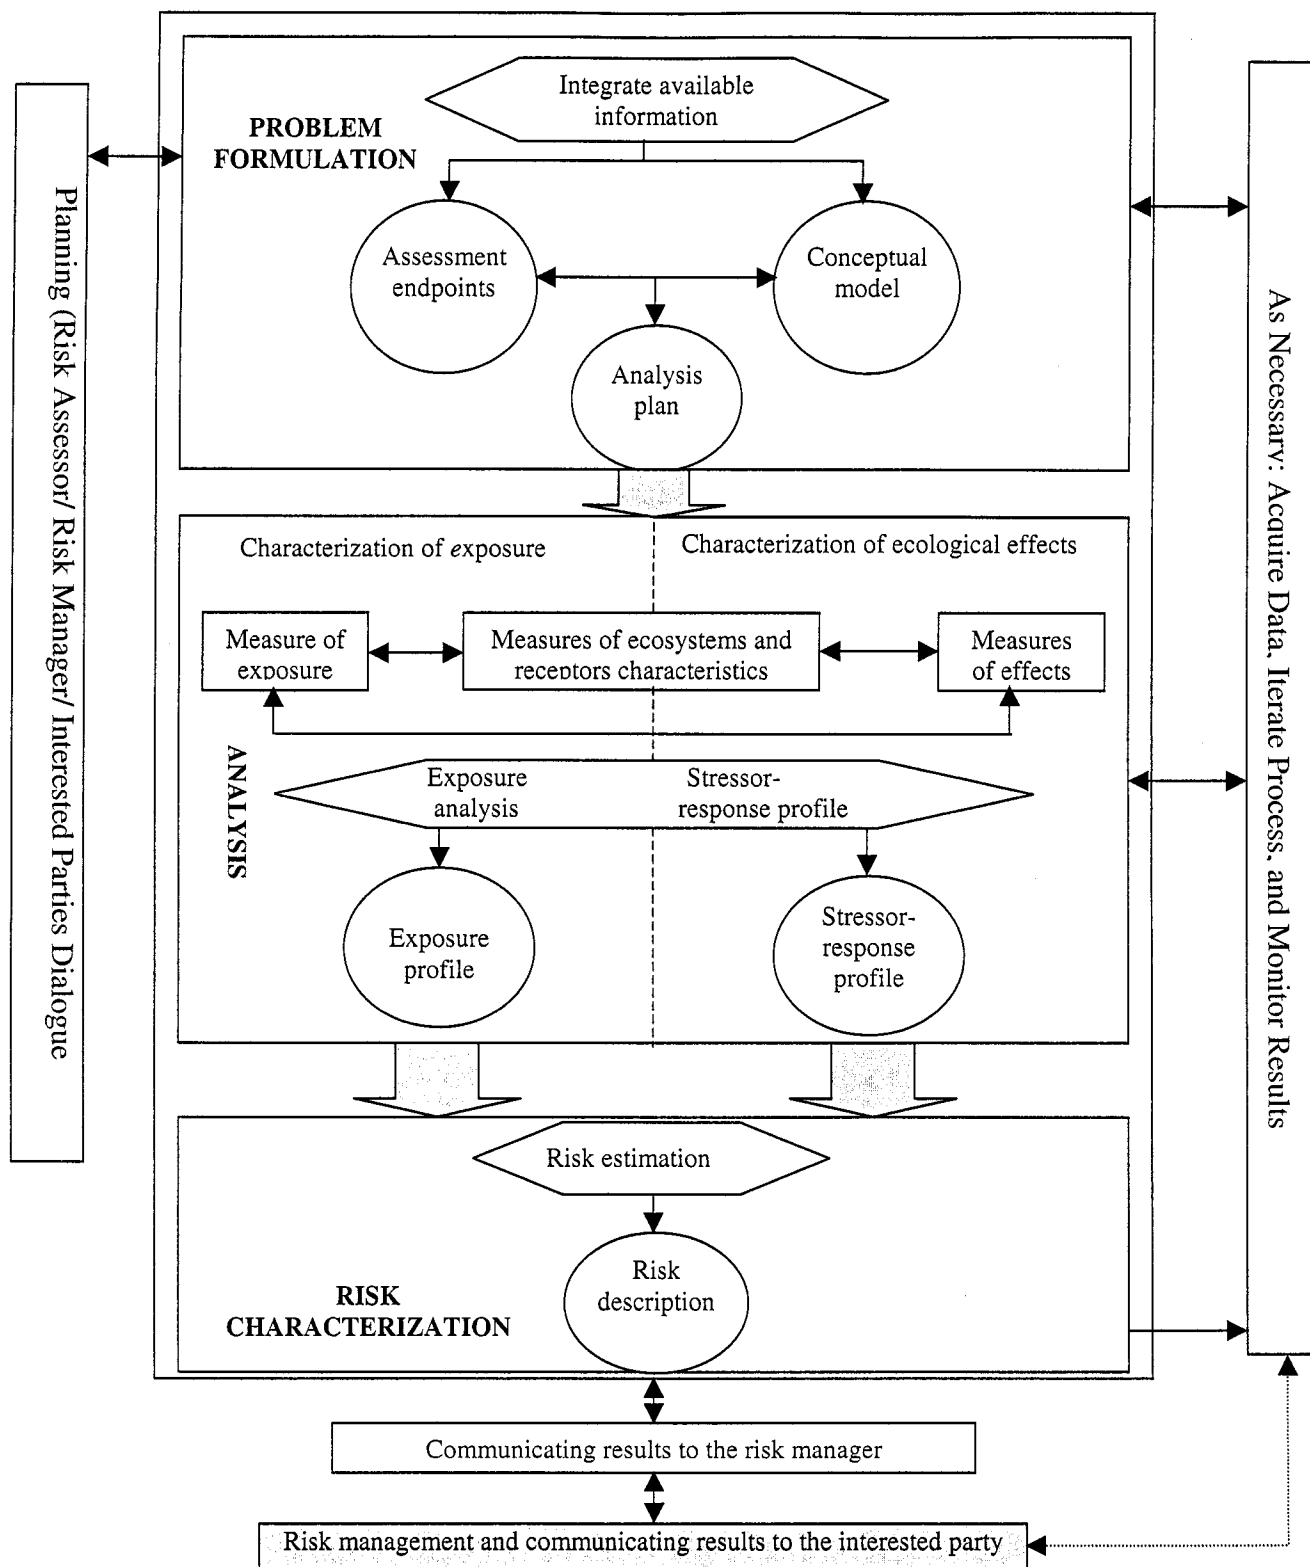 Integrate available
information
PROBLEM
FORMULATION
Assessment
endpoints
Conceptual
model
Analysis
plan
Planning (Risk Assessor/ Risk Manager/ Interested Parties Dialogue
As Necessary: Acquire Data, Iterate Process, and Monitor Results
Characterization of exposure
Characterization of ecological effects
Measure of
exposure
Measures of ecosystems and
receptors characteristics
Measures
of effects
ANALYSIS
Exposure
analysis
Stressor-
response profile
Exposure
profile
Stressor-
response
profile
Risk estimation
Risk
description
RISK
CHARACTERIZATION
Communicating results to the risk manager
Risk management and communicating results to the interested party